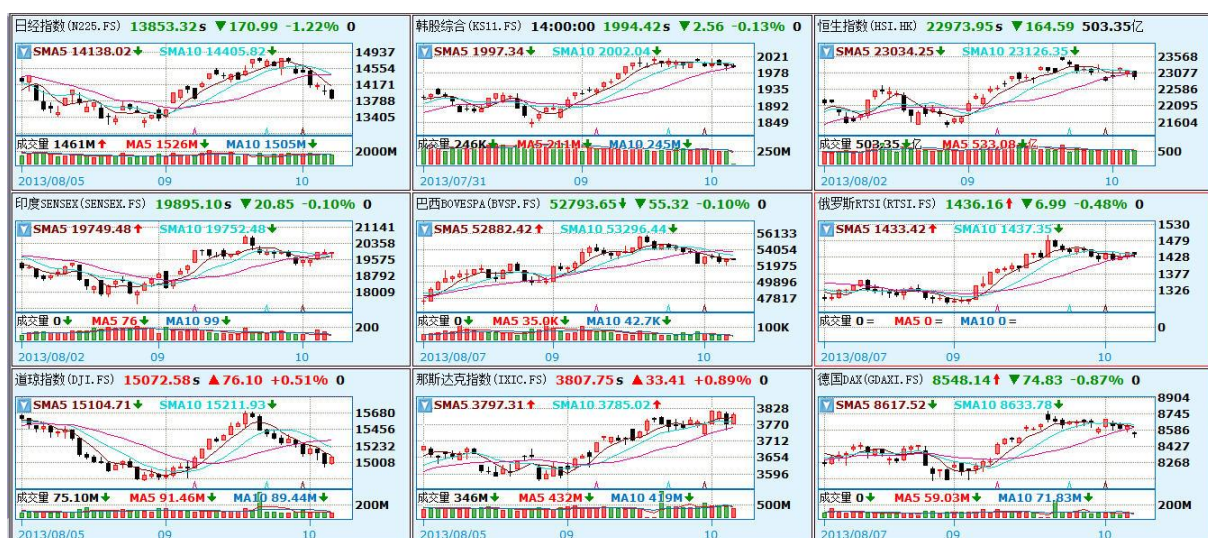 日经指数(N225.FS) 13853.32s ▼170.99 -1.22% 0
SMA5 14138.02↓ SMA10 14405.82↓
14937
14554
14171
13788
13405
成交量 1461M↑ MA5 1526M↓ MA10 1505M↓
2000M
2013/08/05 09 10
韩股综合(KS11.FS) 14:00:00 1994.42s ▼2.56 -0.13% 0
SMA5 1997.34↓ SMA10 2002.04↓
2021
1978
1935
1892
1849
成交量 246K↓ MA5 211M↓ MA10 245M↓
250M
2013/07/31 09 10
恒生指数(HSI.HK) 22973.95s ▼164.59 503.35亿
SMA5 23034.25↓ SMA10 23126.35↓
23568
23077
22586
22095
21604
成交量 503.35↓亿 MA5 533.08↓亿
500
2013/08/02 09 10
印度SENSEX(SENSEX.FS) 19895.10s ▼20.85 -0.10% 0
SMA5 19749.48↑ SMA10 19752.48↓
21141
20358
19575
18792
18009
成交量 0↓ MA5 76↓ MA10 99↓
200
2013/08/02 09 10
巴西BOVESPA(BVSP.FS) 52793.65↓ ▼55.32 -0.10% 0
SMA5 52882.42↑ SMA10 53296.44↓
56133
54054
51975
49896
47817
成交量 0↓ MA5 35.0K↓ MA10 42.7K↓
100K
2013/08/07 09 10
俄罗斯RTSI(RTSI.FS) 1436.16↑ ▼6.99 -0.48% 0
SMA5 1433.42↑ SMA10 1437.35↓
1530
1479
1428
1377
1326
成交量 0= MA5 0= MA10 0=
0
2013/08/07 09 10
道琼指数(DJI.FS) 15072.58s ▲76.10 +0.51% 0
SMA5 15104.71↓ SMA10 15211.93↓
15680
15456
15232
15008
成交量 75.10M↓ MA5 91.46M↓ MA10 89.44M↓
200M
2013/08/05 09 10
那斯达克指数(IXIC.FS) 3807.75s ▲33.41 +0.89% 0
SMA5 3797.31↑ SMA10 3785.02↑
3828
3770
3712
3654
3596
成交量 346M↓ MA5 432M↓ MA10 419M↓
500M
2013/08/05 09 10
德国DAX(GDAXI.FS) 8548.14↑ ▼74.83 -0.87% 0
SMA5 8617.52↓ SMA10 8633.78↓
8904
8745
8586
8427
8268
成交量 0↓ MA5 59.03M↓ MA10 71.83M↓
200M
2013/08/07 09 10